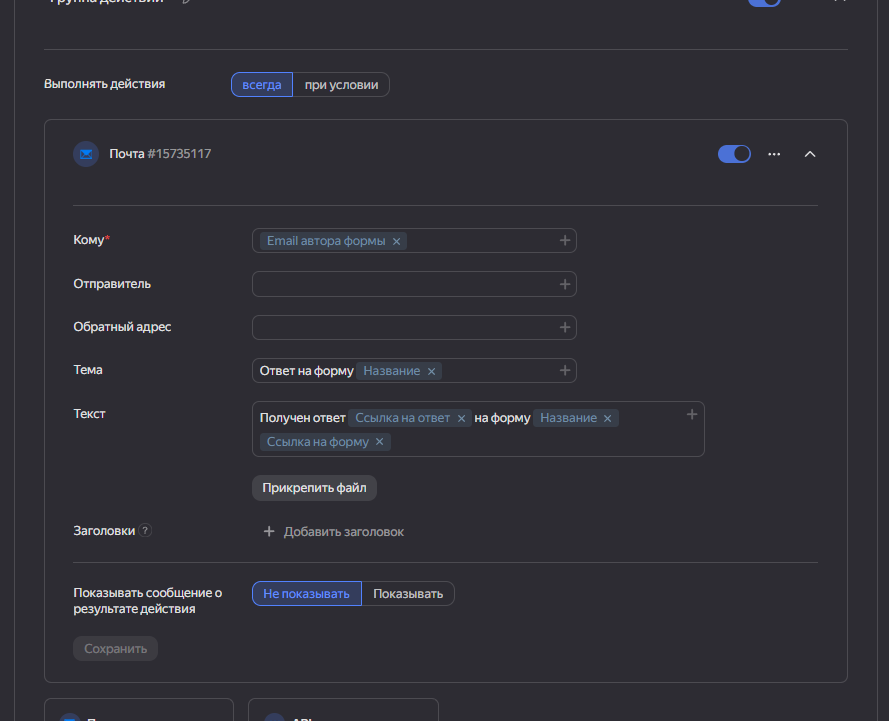 Группа действий
Выполнять действия всегда при условии
Почта #15735117
Кому* Email автора формы ×
Отправитель
Обратный адрес
Тема Ответ на форму Название ×
Текст Получен ответ Ссылка на ответ × на форму Название ×
Ссылка на форму ×
Прикрепить файл
Заголовки ? + Добавить заголовок
Показывать сообщение о
результате действия
Не показывать Показывать
Сохранить
API